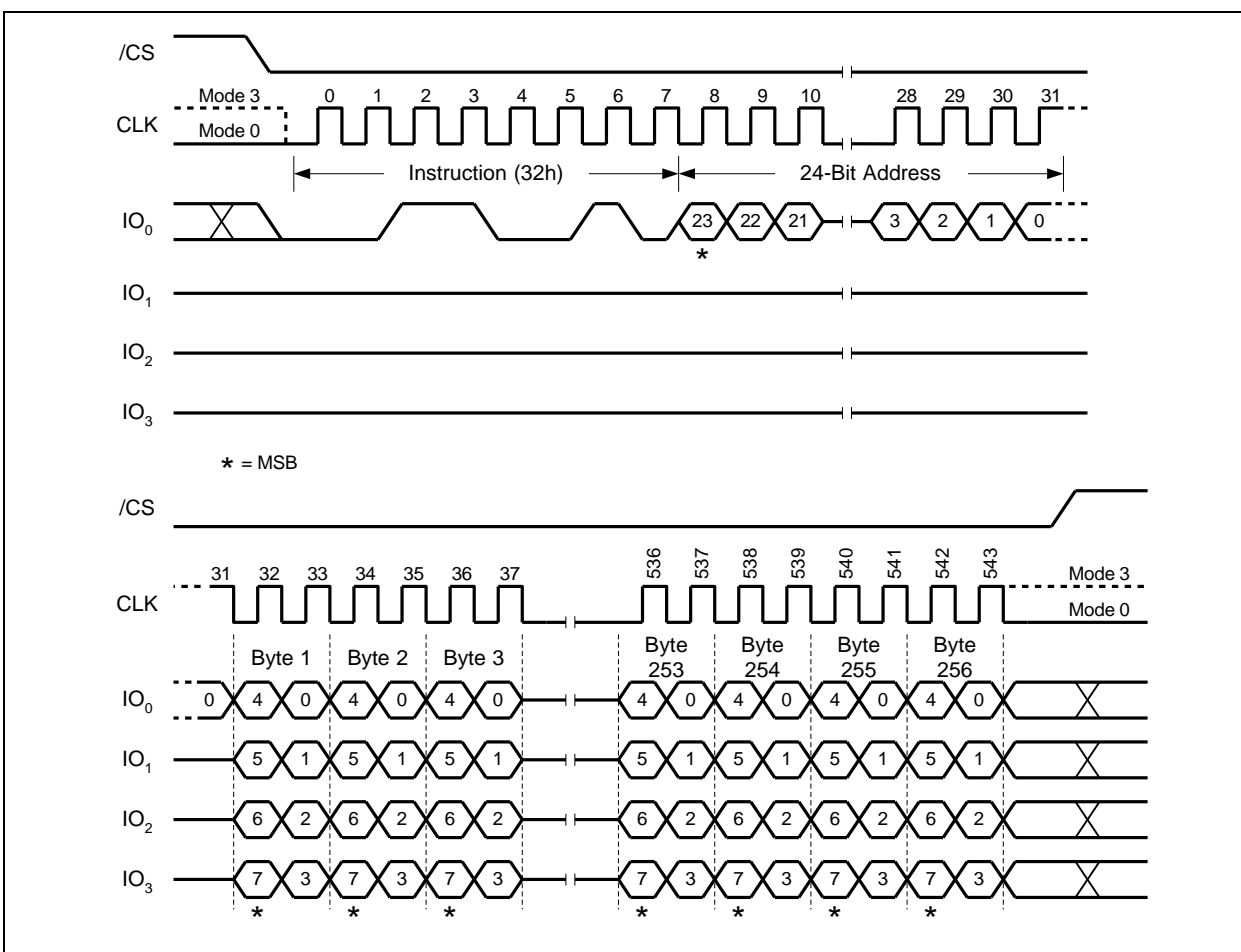 /CS
Mode 3 0 1 2 3 4 5 6 7 8 9 10 28 29 30 31
CLK Mode 0
Instruction (32h) 24-Bit Address
IO0 23 22 21 3 2 1 0
*
IO1
IO2
IO3
* = MSB
/CS
31 32 33 34 35 36 37 536 537 538 539 540 541 542 543 Mode 3
CLK Mode 0
Byte 1 Byte 2 Byte 3 Byte 253 Byte 254 Byte 255 Byte 256
IO0 0 4 0 4 0 4 0 4 0 4 0 4 0 4 0
IO1 5 1 5 1 5 1 5 1 5 1 5 1 5 1
IO2 6 2 6 2 6 2 6 2 6 2 6 2 6 2
IO3 7 3 7 3 7 3 7 3 7 3 7 3 7 3
* * * * * * *